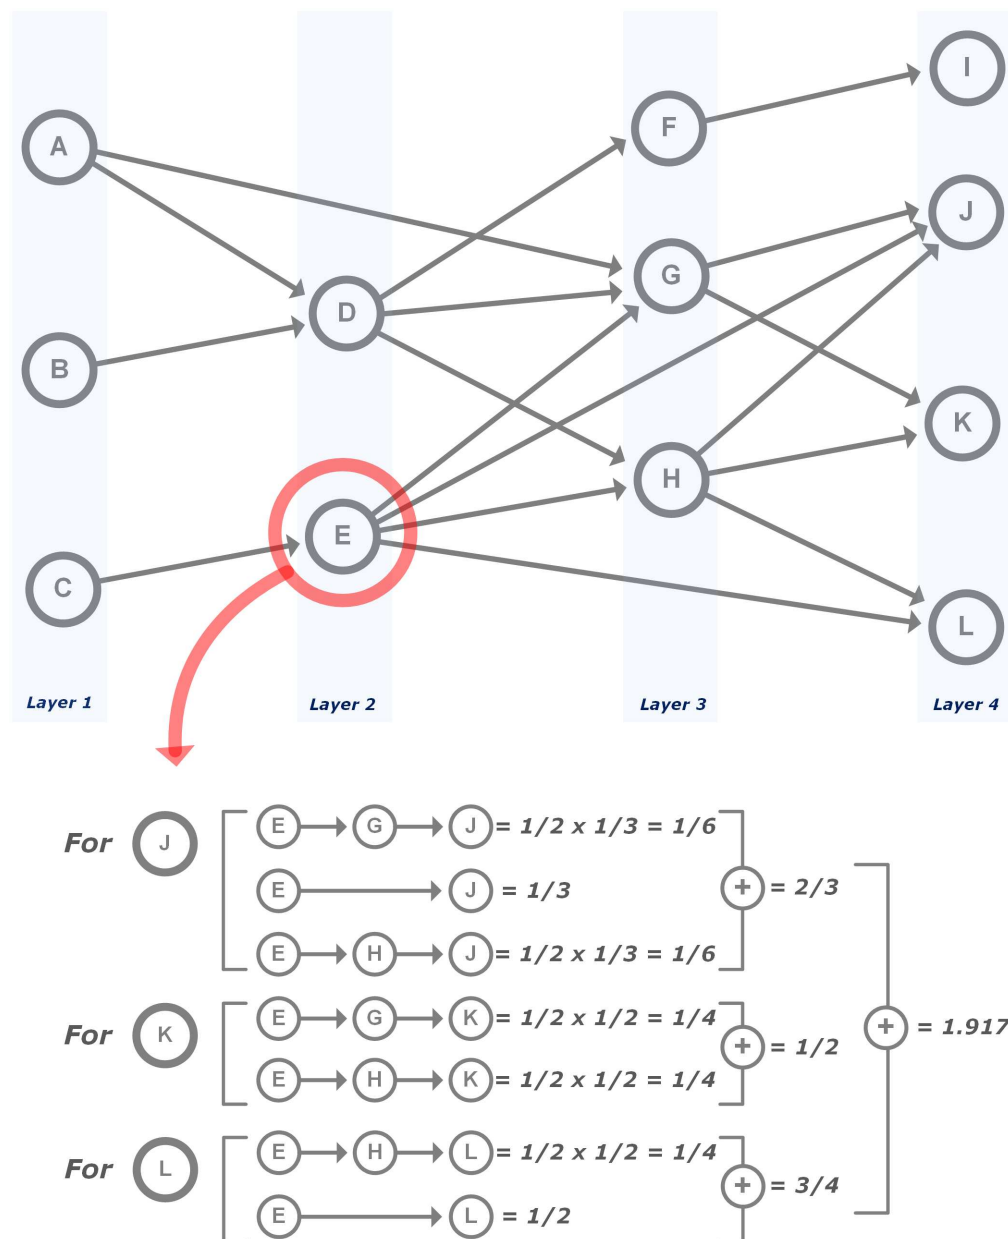 A
B
C
D
E
F
G
H
I
J
K
L
Layer 1
Layer 2
Layer 3
Layer 4
For J
E G J = 1/2 x 1/3 = 1/6
E J = 1/3
E H J = 1/2 x 1/3 = 1/6
+ = 2/3
For K
E G K = 1/2 x 1/2 = 1/4
E H K = 1/2 x 1/2 = 1/4
+ = 1/2
For L
E H L = 1/2 x 1/2 = 1/4
E L = 1/2
+ = 3/4
+ = 1.917